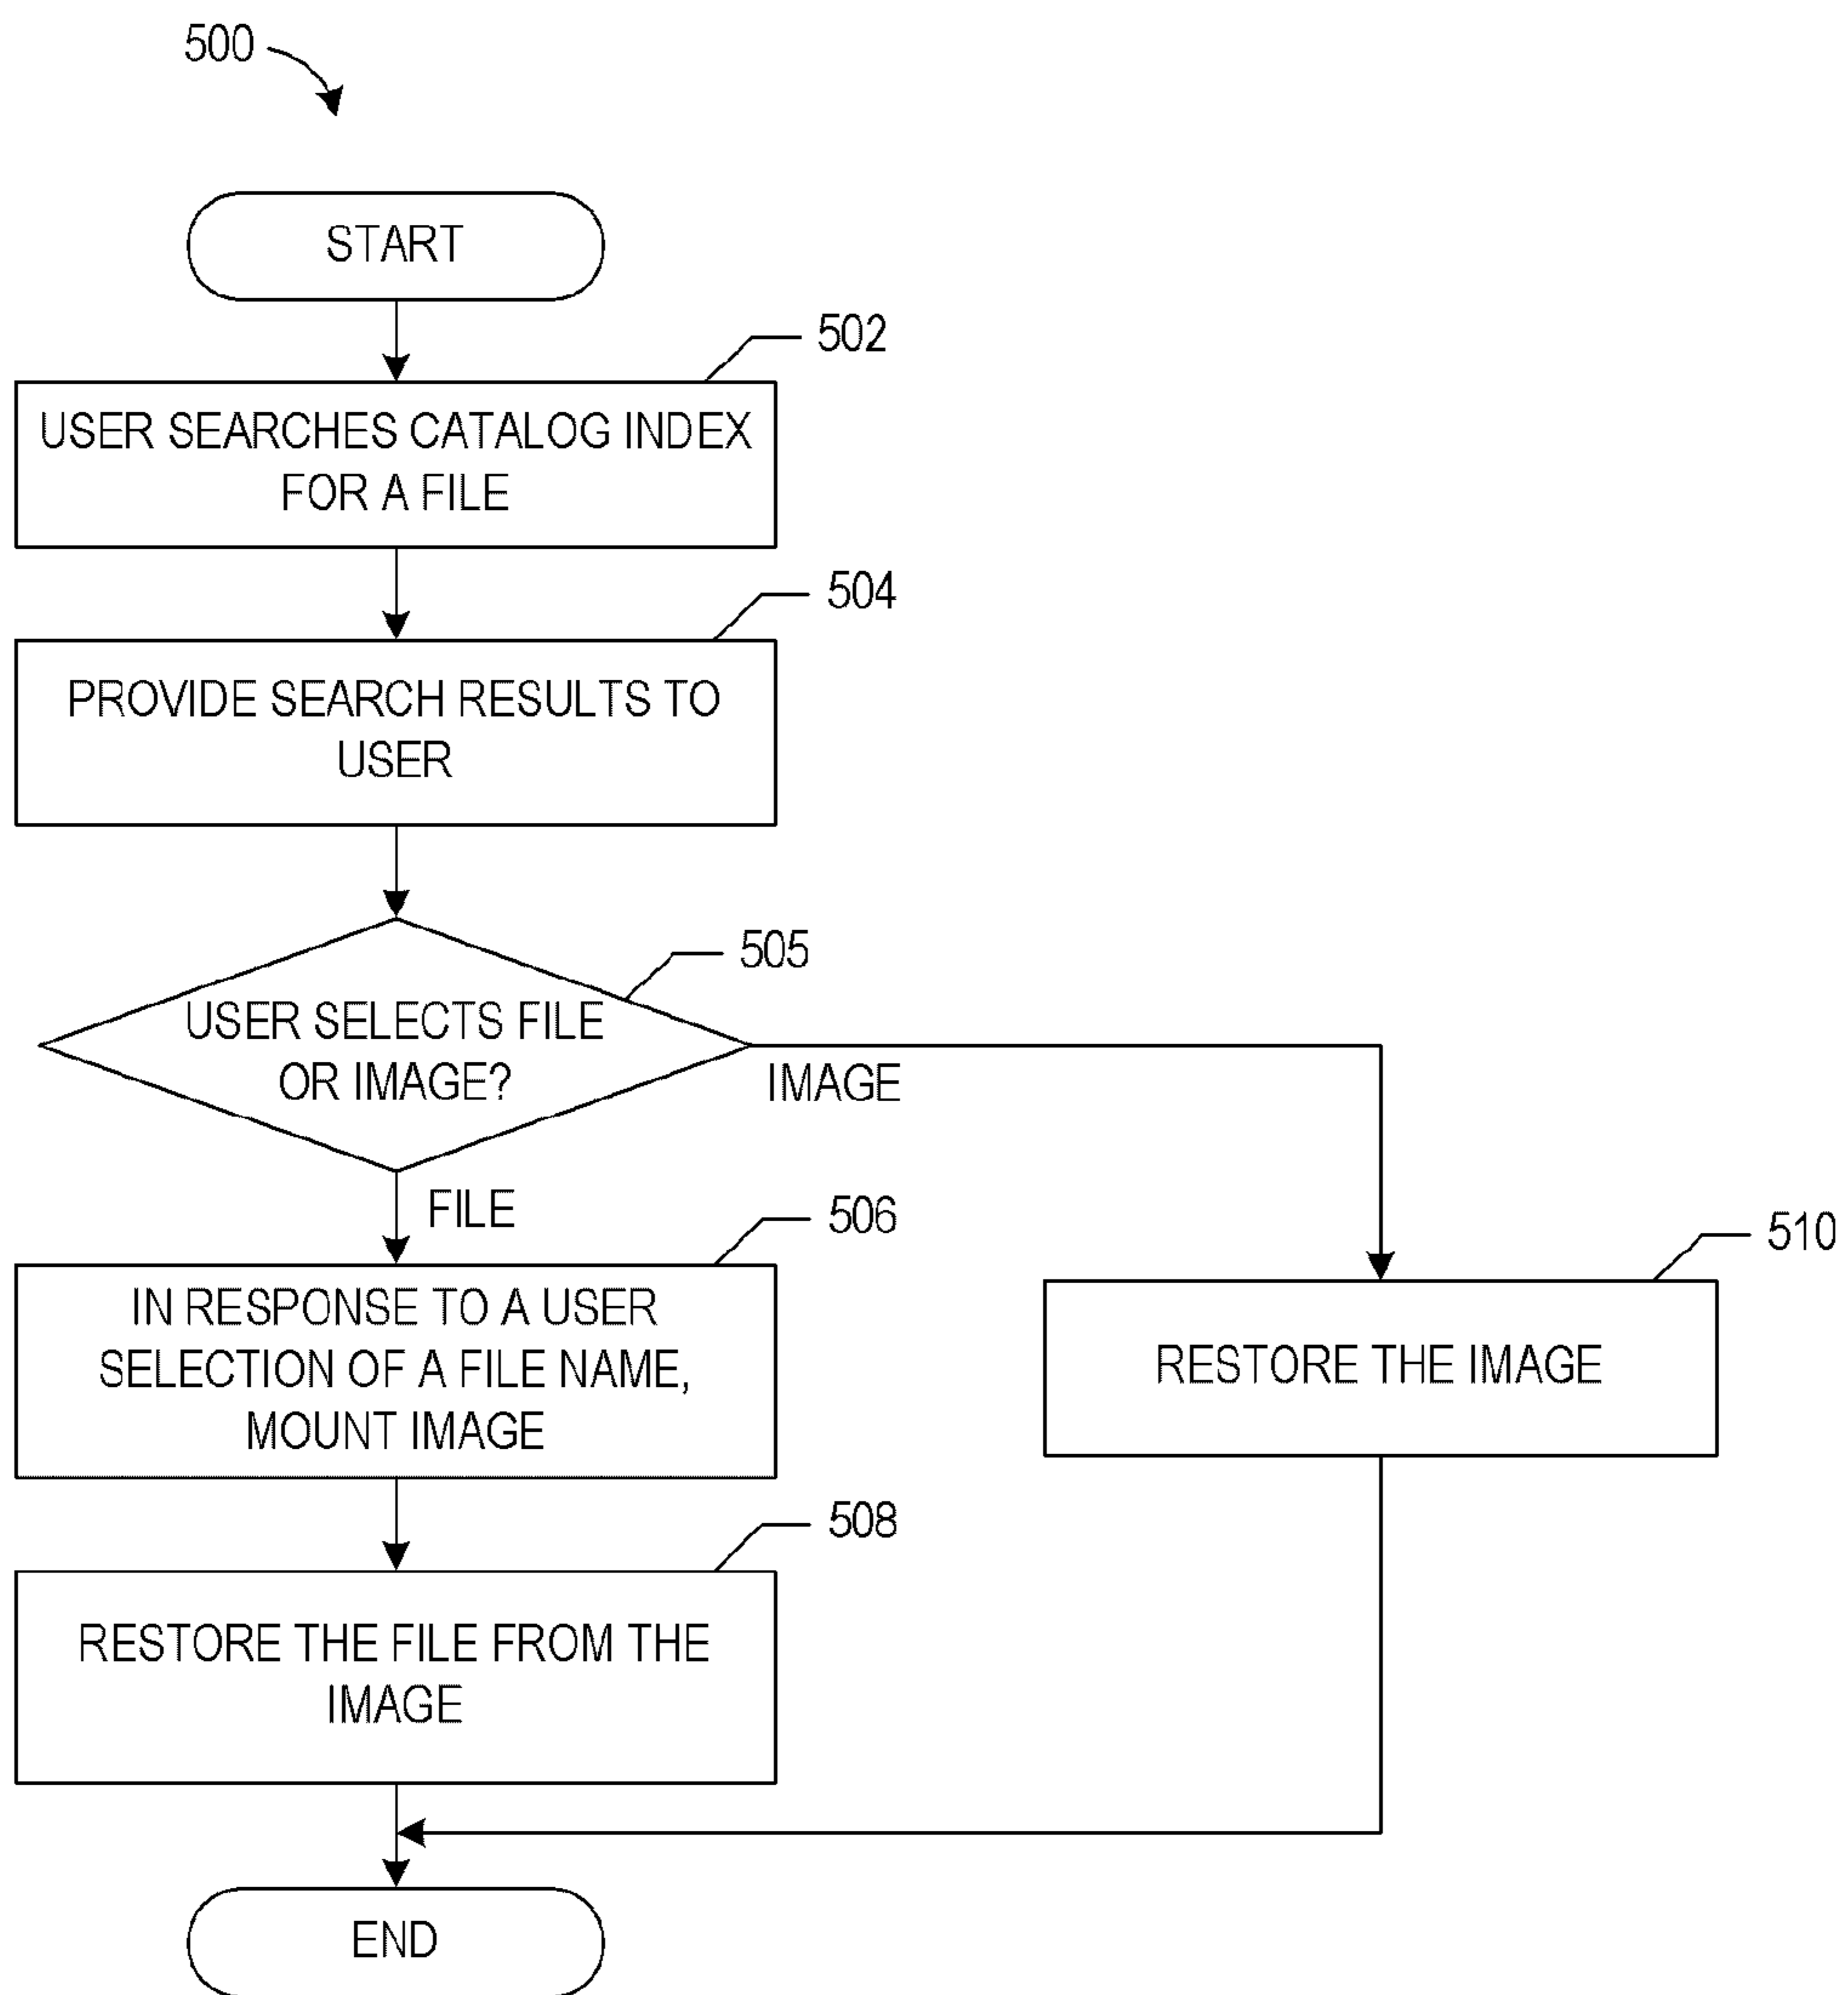 500
START
502
USER SEARCHES CATALOG INDEX
FOR A FILE
504
PROVIDE SEARCH RESULTS TO
USER
505
USER SELECTS FILE
OR IMAGE?
IMAGE
FILE
506
IN RESPONSE TO A USER
SELECTION OF A FILE NAME,
MOUNT IMAGE
510
RESTORE THE IMAGE
508
RESTORE THE FILE FROM THE
IMAGE
END